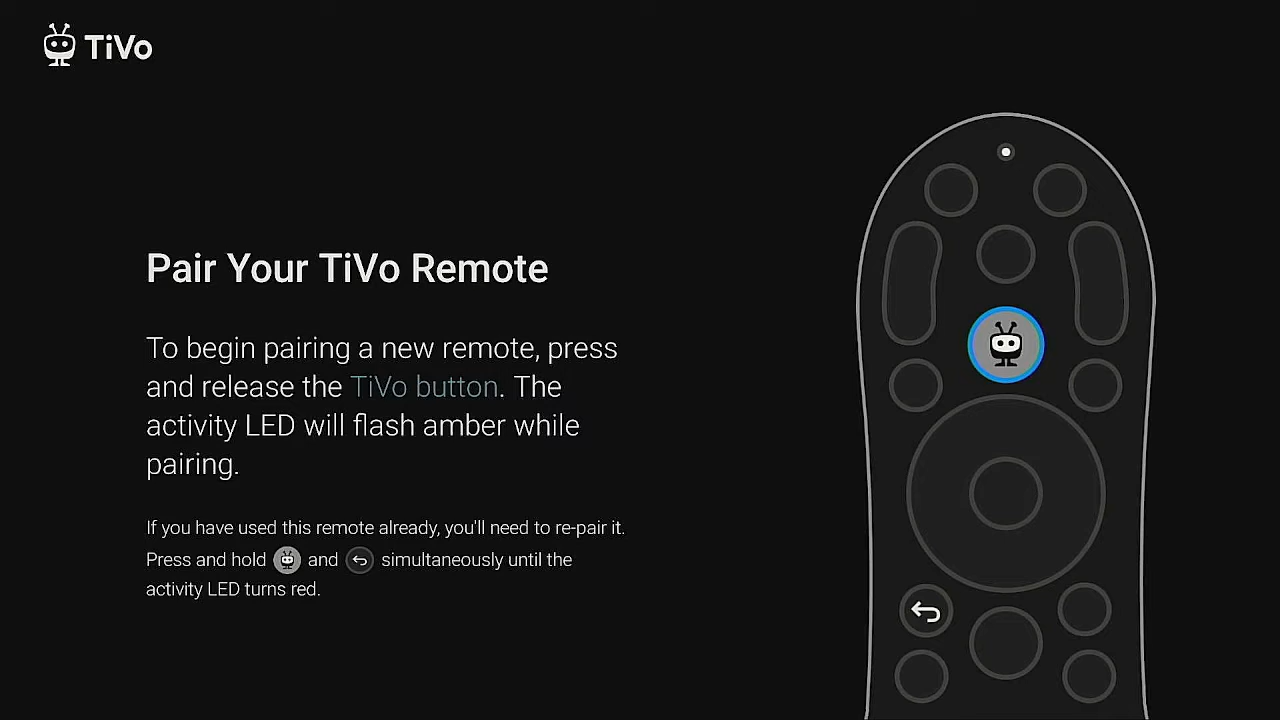 TiVo
Pair Your TiVo Remote
To begin pairing a new remote, press
and release the TiVo button. The
activity LED will flash amber while
pairing.
If you have used this remote already, you'll need to re-pair it.
Press and hold and simultaneously until the
activity LED turns red.